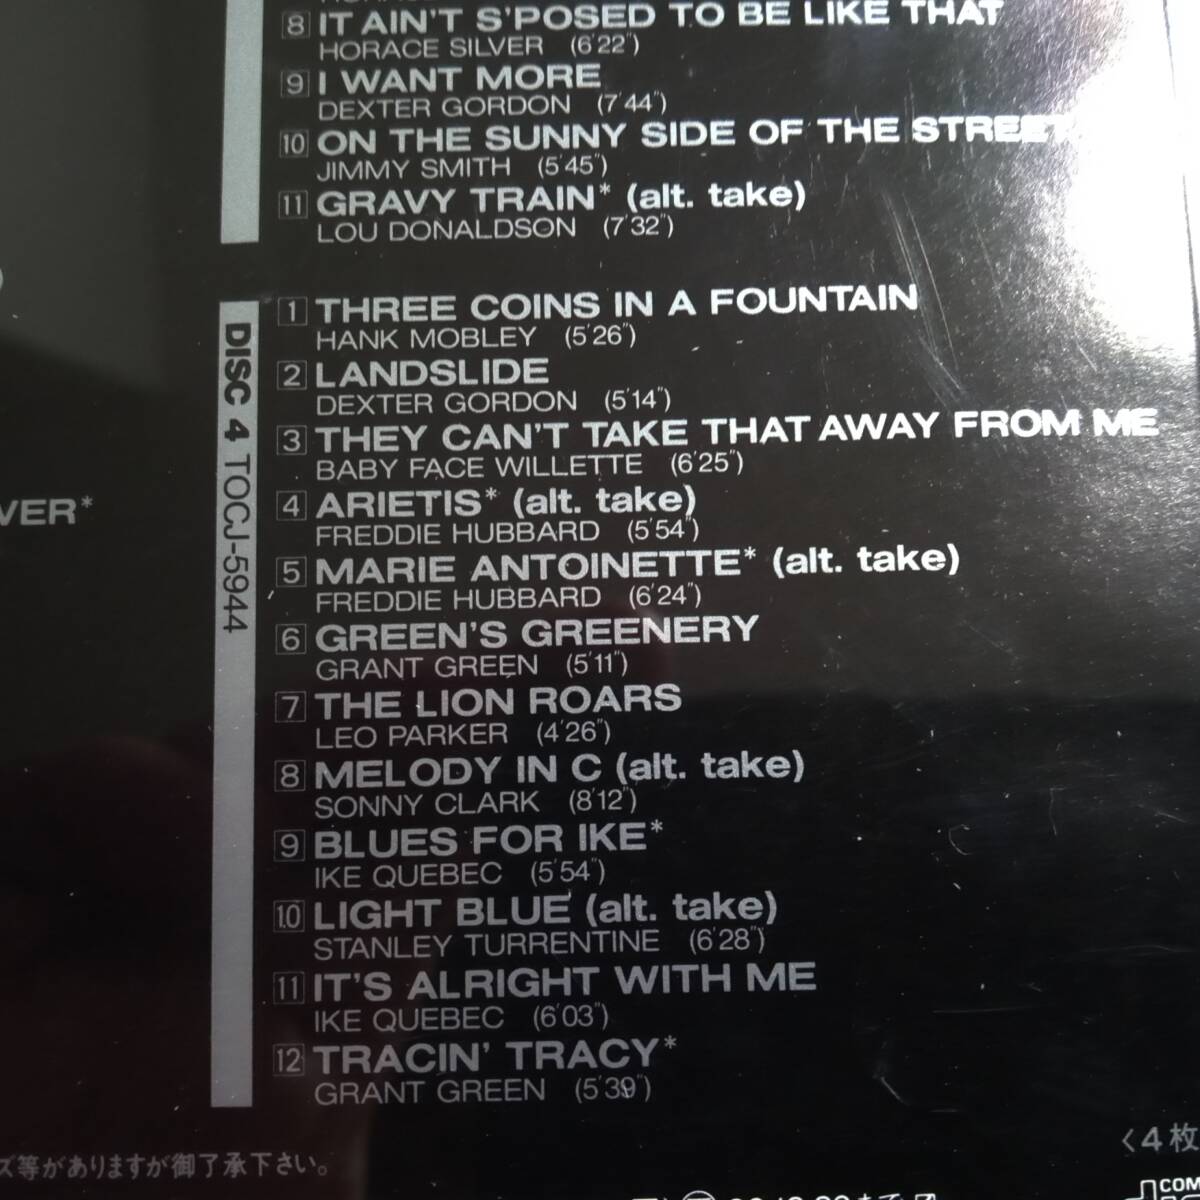 8 IT AIN'T S'POSED TO BE LIKE THAT
HORACE SILVER (6'22")
9 I WANT MORE
DEXTER GORDON (7'44")
10 ON THE SUNNY SIDE OF THE STREET
JIMMY SMITH (5'45")
11 GRAVY TRAIN* (alt. take)
LOU DONALDSON (7'32")
DISC 4 TOCJ-5944
1 THREE COINS IN A FOUNTAIN
HANK MOBLEY (5'26")
2 LANDSLIDE
DEXTER GORDON (5'14")
3 THEY CAN'T TAKE THAT AWAY FROM ME
BABY FACE WILLETTE (6'25")
4 ARIETIS* (alt. take)
FREDDIE HUBBARD (5'54")
5 MARIE ANTOINETTE* (alt. take)
FREDDIE HUBBARD (6'24")
6 GREEN'S GREENERY
GRANT GREEN (5'11")
7 THE LION ROARS
LEO PARKER (4'26")
8 MELODY IN C (alt. take)
SONNY CLARK (8'12")
9 BLUES FOR IKE*
IKE QUEBEC (5'54")
10 LIGHT BLUE (alt. take)
STANLEY TURRENTINE (6'28")
11 IT'S ALRIGHT WITH ME
IKE QUEBEC (6'03")
12 TRACIN' TRACY*
GRANT GREEN (5'39")
VER*
ズ等がありますが御了承下さい。
<4枚
COM